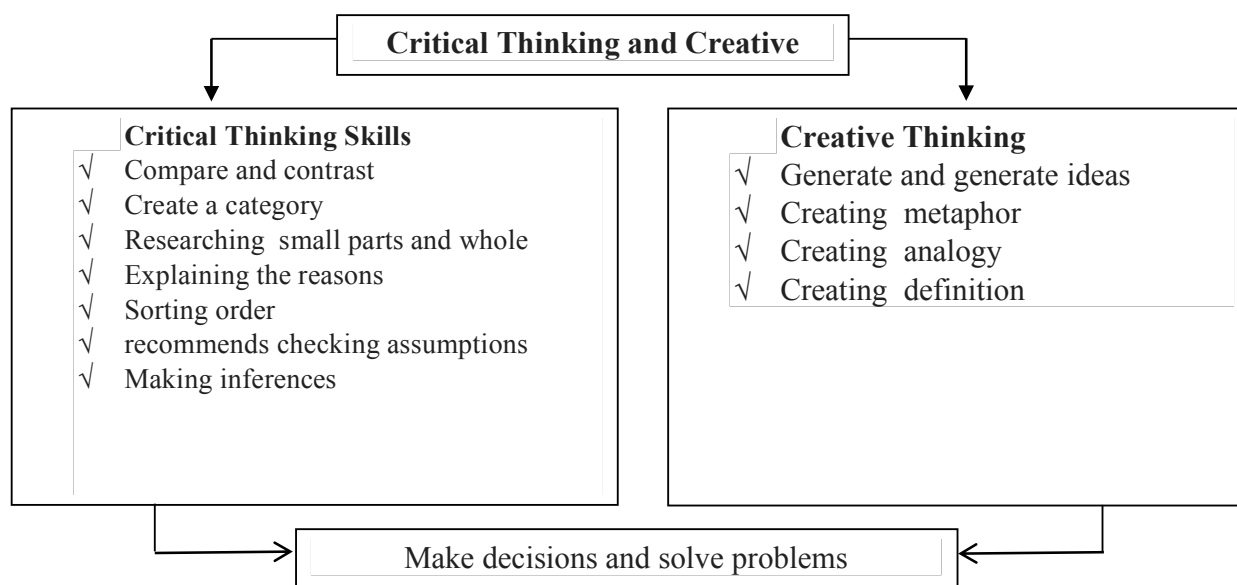 Critical Thinking and Creative
Critical Thinking Skills
√ Compare and contrast
√ Create a category
√ Researching small parts and whole
√ Explaining the reasons
√ Sorting order
√ recommends checking assumptions
√ Making inferences
Creative Thinking
√ Generate and generate ideas
√ Creating metaphor
√ Creating analogy
√ Creating definition
Make decisions and solve problems